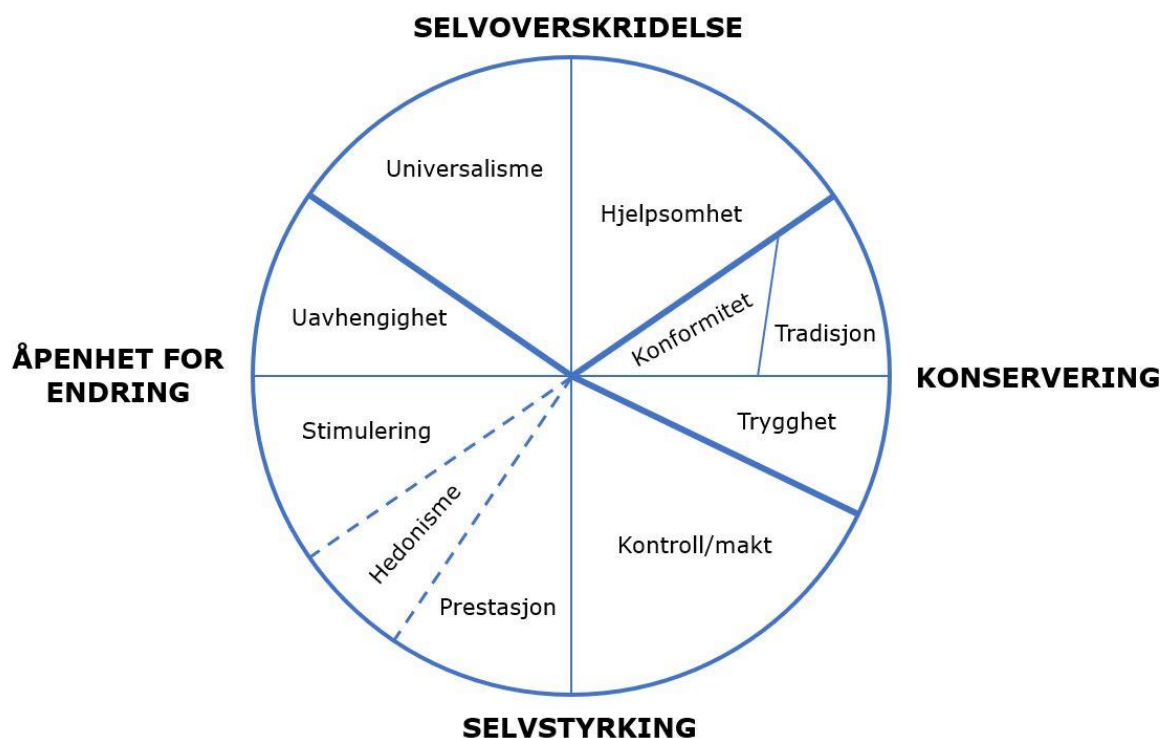 SELVOVERSKRIDELSE
Universalisme
Hjelpsomhet
Uavhengighet
Konformitet
Tradisjon
ÅPENHET FOR
ENDRING
KONSERVERING
Stimulering
Trygghet
Hedonisme
Kontroll/makt
Prestasjon
SELVSTYRKING